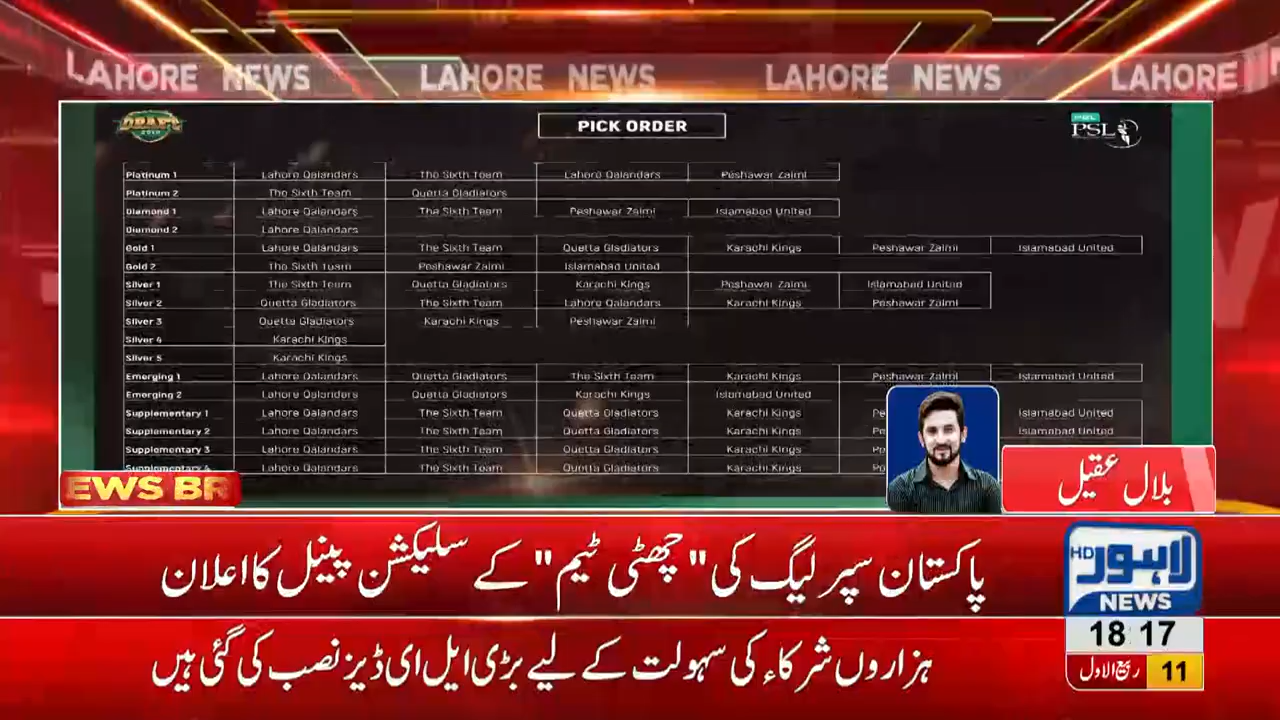 LAHORE NEWS LAHORE NEWS LAHORE NEWS LAHORE
DRAFT
PICK ORDER
HBL PSL
Platinum 1 Lahore Qalandars The Sixth Team Lahore Qalandars Peshawar Zalmi
Platinum 2 The Sixth Team Quetta Gladiators
Diamond 1 Lahore Qalandars The Sixth Team Peshawar Zalmi Islamabad United
Diamond 2 Lahore Qalandars
Gold 1 Lahore Qalandars The Sixth Team Quetta Gladiators Karachi Kings Peshawar Zalmi Islamabad United
Gold 2 The Sixth Team Peshawar Zalmi Islamabad United
Silver 1 The Sixth Team Quetta Gladiators Karachi Kings Peshawar Zalmi Islamabad United
Silver 2 Quetta Gladiators The Sixth Team Lahore Qalandars Karachi Kings Peshawar Zalmi
Silver 3 Quetta Gladiators Karachi Kings Peshawar Zalmi
Silver 4 Karachi Kings
Silver 5 Karachi Kings
Emerging 1 Lahore Qalandars Quetta Gladiators The Sixth Team Karachi Kings Peshawar Zalmi Islamabad United
Emerging 2 Lahore Qalandars Quetta Gladiators Karachi Kings Islamabad United
Supplementary 1 Lahore Qalandars The Sixth Team Quetta Gladiators Karachi Kings Pe Islamabad United
Supplementary 2 Lahore Qalandars The Sixth Team Quetta Gladiators Karachi Kings Pe Islamabad United
Supplementary 3 Lahore Qalandars The Sixth Team Quetta Gladiators Karachi Kings Pe
Supplementary 4 Lahore Qalandars The Sixth Team Quetta Gladiators Karachi Kings Pe
EWS BR
بلال عقیل
پاکستان سپر لیگ کی "چھٹی ٹیم" کے سلیکشن پینل کا اعلان
ہزاروں شرکاء کی سہولت کے لیے بڑی ایل ای ڈیز نصب کی گئی ہیں
لاہور HD
NEWS
18 17
11 ربیع الاول